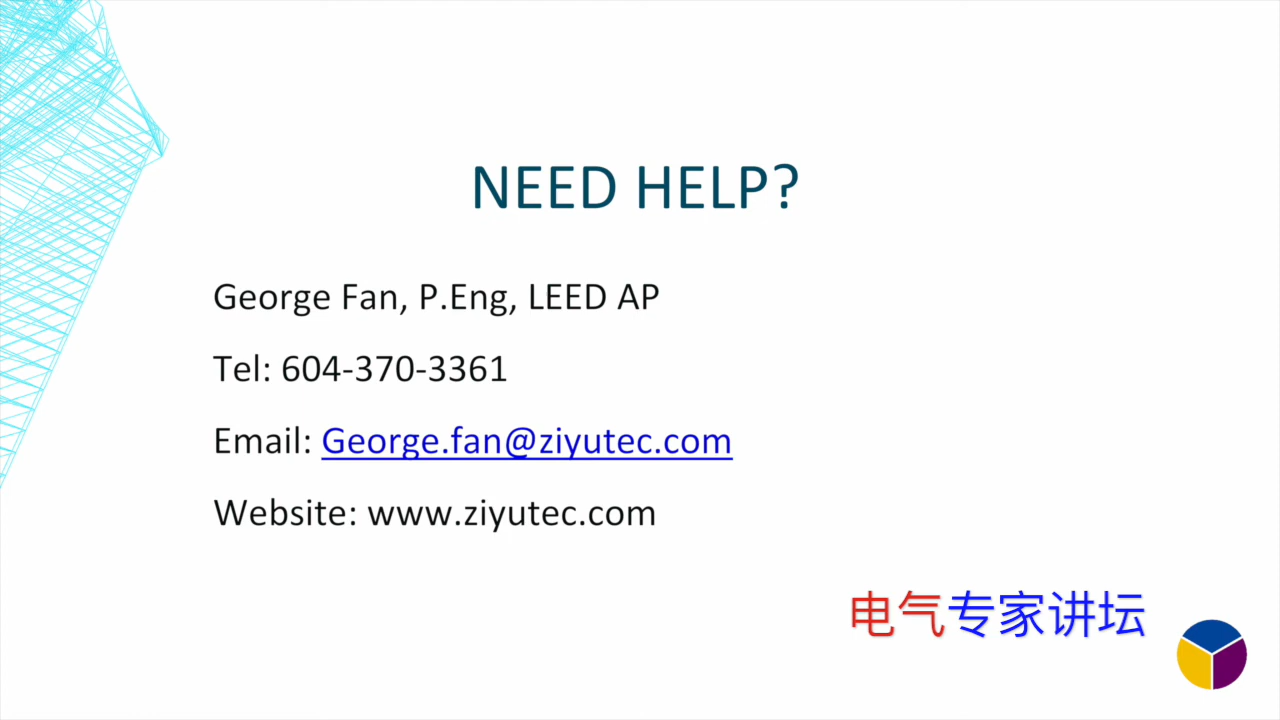 NEED HELP?
George Fan, P.Eng, LEED AP
Tel: 604-370-3361
Email: George.fan@ziyutec.com
Website: www.ziyutec.com
电气专家讲坛